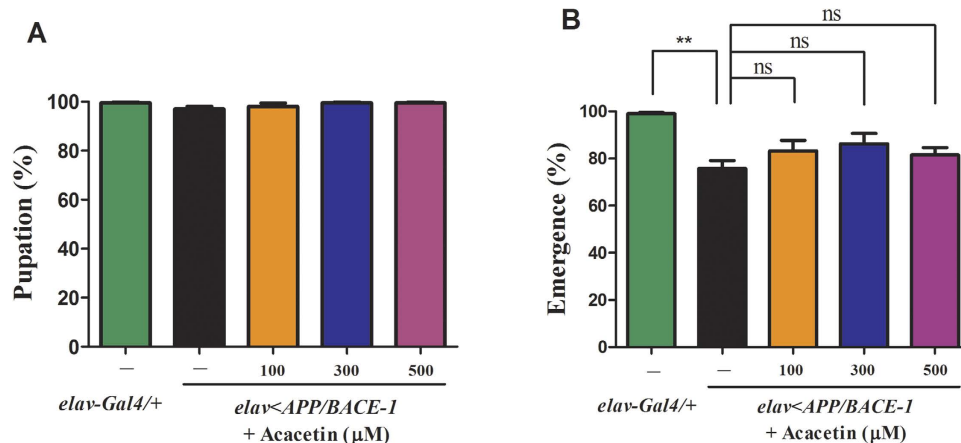 A
Pupation (%)
100
80
60
40
20
0
— — 100 300 500
elav-Gal4/+
elav<APP/BACE-1
+ Acacetin (μM)
B
ns
ns
**
ns
Emergence (%)
100
80
60
40
20
0
— — 100 300 500
elav-Gal4/+
elav<APP/BACE-1
+ Acacetin (μM)